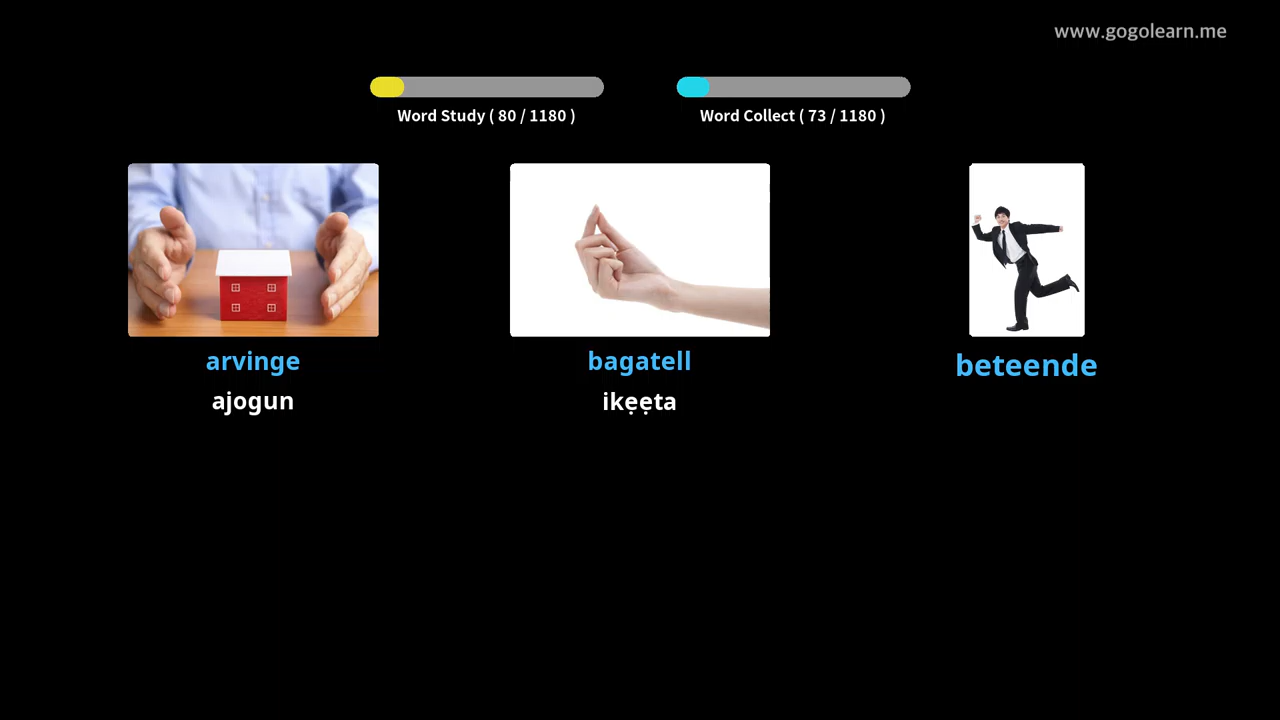 www.gogolearn.me
Word Study ( 80 / 1180 )
Word Collect ( 73 / 1180 )
arvinge
ajogun
bagatell
ikẹẹta
beteende